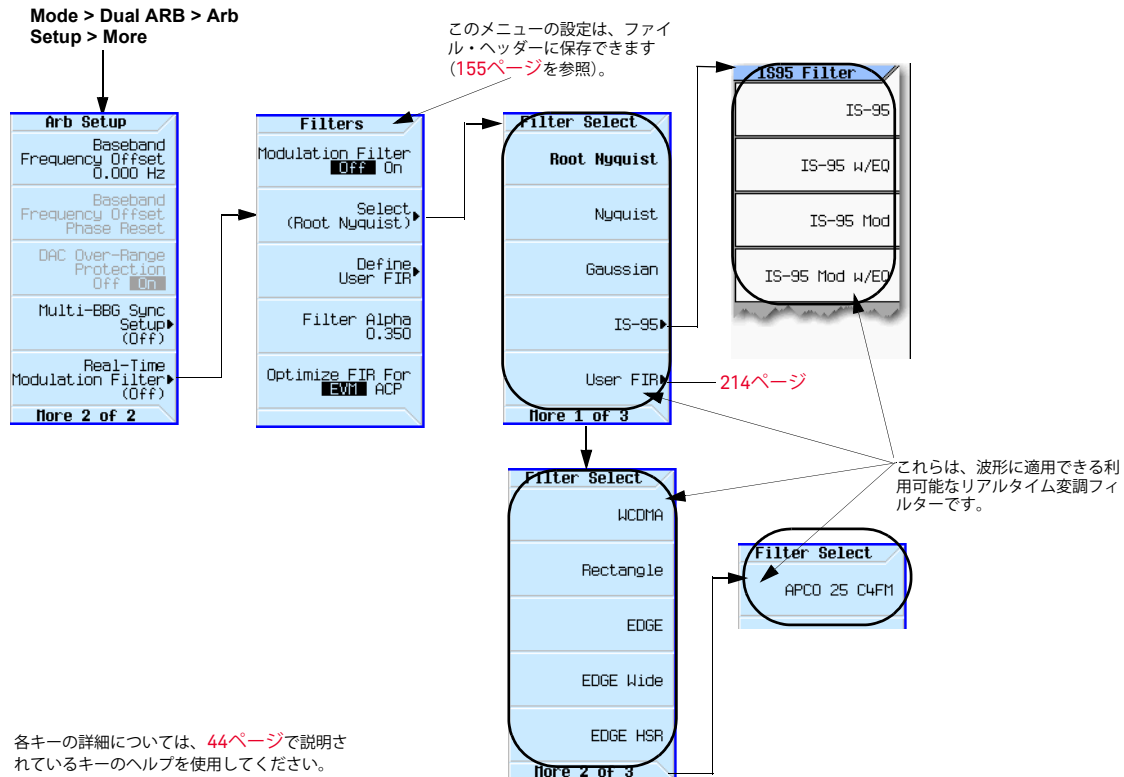 Mode > Dual ARB > Arb
Setup > More
このメニューの設定は、ファイ
ル・ヘッダーに保存できます
（155ページを参照）。
Arb Setup
Baseband
Frequency Offset
0.000 Hz
Baseband
Frequency Offset
Phase Reset
DAC Over-Range
Protection
Off On
Multi-BBG Sync
Setup
(Off)
Real-Time
Modulation Filter
(Off)
More 2 of 2
Filters
Modulation Filter
Off On
Select
(Root Nyquist)
Define
User FIR
Filter Alpha
0.350
Optimize FIR For
EVM ACP
Filter Select
Root Nyquist
Nyquist
Gaussian
IS-95
User FIR
More 1 of 3
IS95 Filter
IS-95
IS-95 w/EQ
IS-95 Mod
IS-95 Mod w/EQ
214ページ
これらは、波形に適用できる利
用可能なリアルタイム変調フィ
ルターです。
Filter Select
WCDMA
Rectangle
EDGE
EDGE Wide
EDGE HSR
More 2 of 3
Filter Select
APCO 25 C4FM
各キーの詳細については、44ページで説明さ
れているキーのヘルプを使用してください。